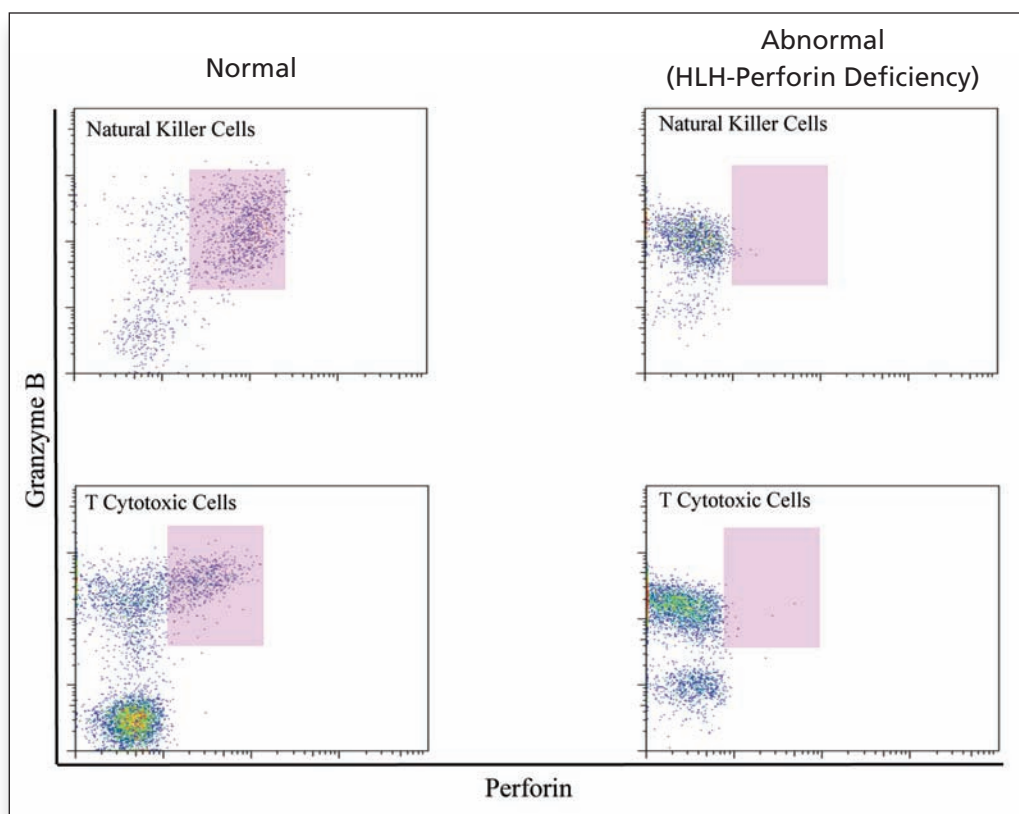 Normal
Abnormal
(HLH-Perforin Deficiency)
Natural Killer Cells
Natural Killer Cells
Granzyme B
T Cytotoxic Cells
T Cytotoxic Cells
Perforin